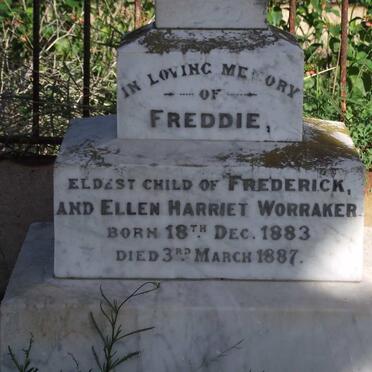 IN LOVING MEMORY
OF
FREDDIE,
ELDEST CHILD OF FREDERICK,
AND ELLEN HARRIET WORRAKER
BORN 18TH DEC. 1883
DIED 3RD MARCH 1887.